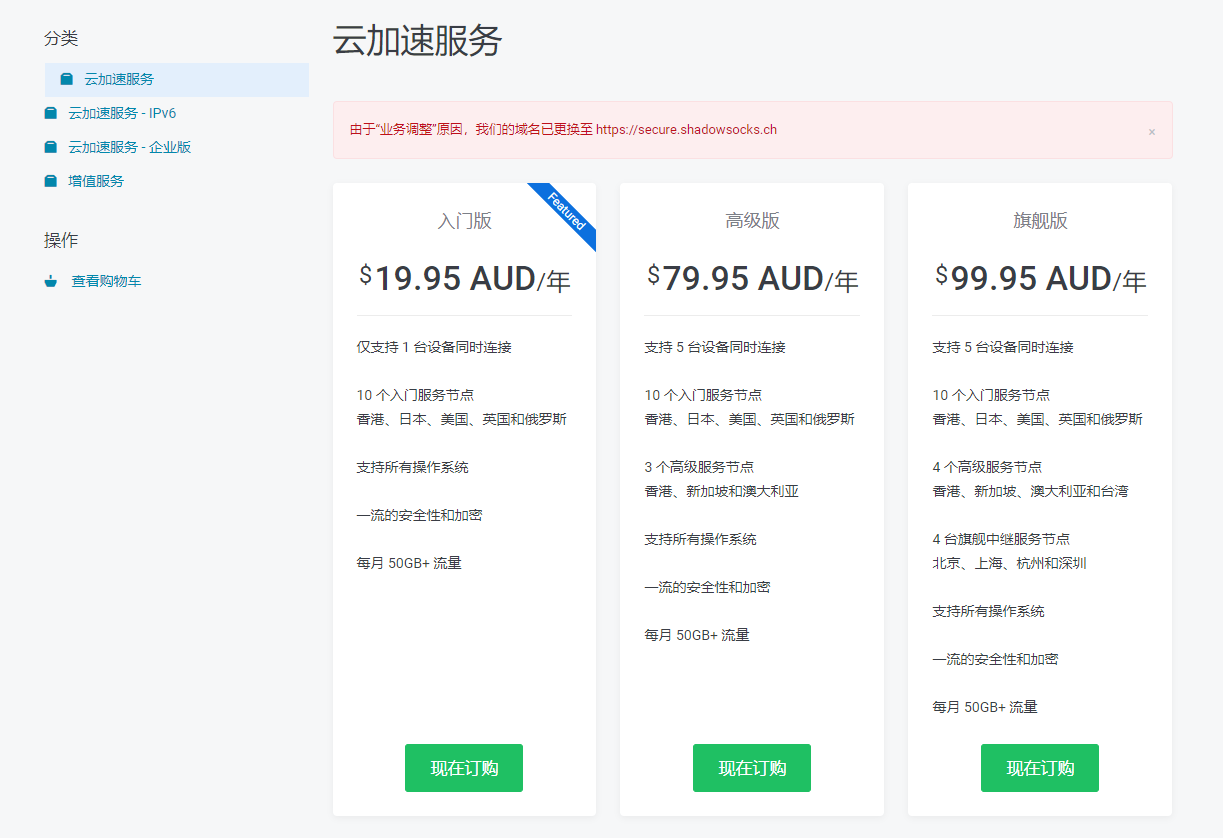 分类
云加速服务
云加速服务 - IPv6
云加速服务 - 企业版
增值服务
操作
查看购物车
云加速服务
由于“业务调整”原因，我们的域名已更换至 https://secure.shadowsocks.ch
×
Featured
入门版
$19.95 AUD/年
仅支持 1 台设备同时连接
10 个入门服务节点
香港、日本、美国、英国和俄罗斯
支持所有操作系统
一流的安全性和加密
每月 50GB+ 流量
现在订购
高级版
$79.95 AUD/年
支持 5 台设备同时连接
10 个入门服务节点
香港、日本、美国、英国和俄罗斯
3 个高级服务节点
香港、新加坡和澳大利亚
支持所有操作系统
一流的安全性和加密
每月 50GB+ 流量
现在订购
旗舰版
$99.95 AUD/年
支持 5 台设备同时连接
10 个入门服务节点
香港、日本、美国、英国和俄罗斯
4 个高级服务节点
香港、新加坡、澳大利亚和台湾
4 台旗舰中继服务节点
北京、上海、杭州和深圳
支持所有操作系统
一流的安全性和加密
每月 50GB+ 流量
现在订购